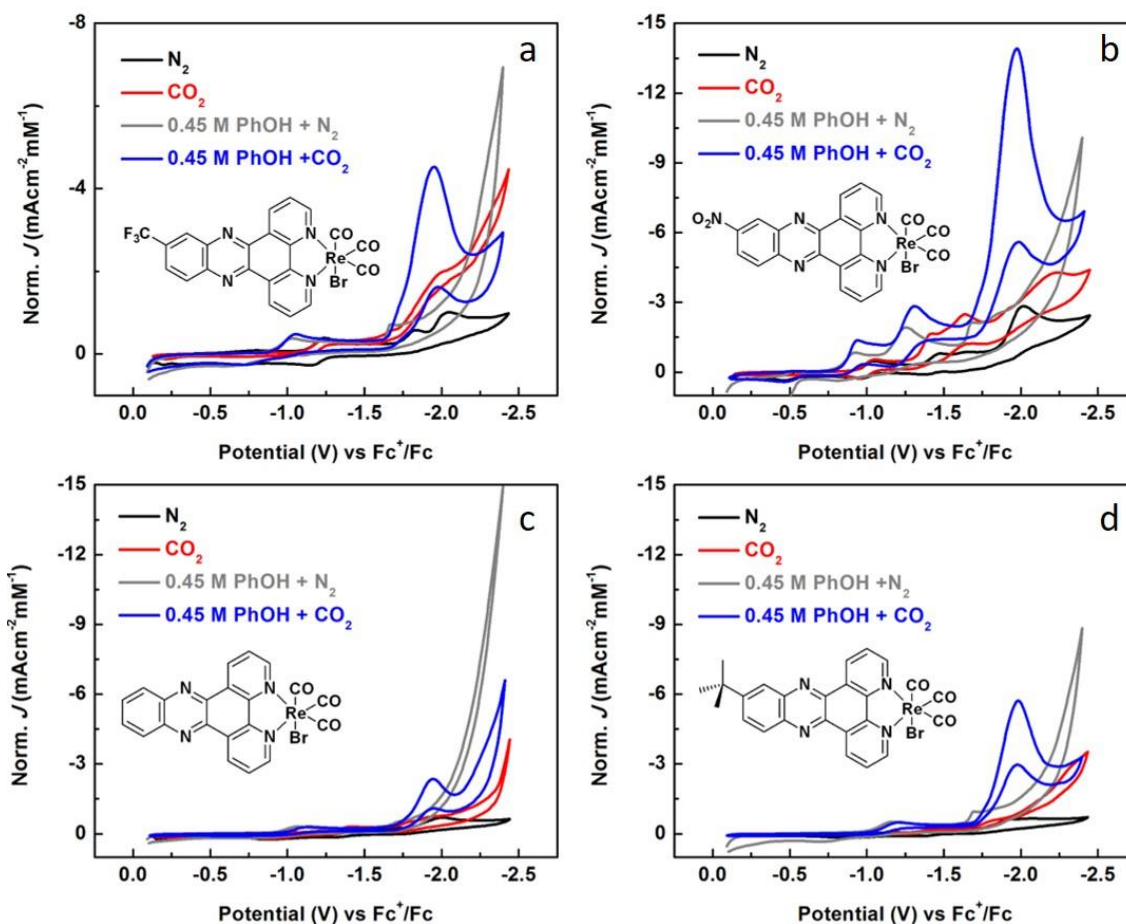 a
-8
-4
0
Norm. J (mAcm⁻²mM⁻¹)
N₂
CO₂
0.45 M PhOH + N₂
0.45 M PhOH +CO₂
F₃C
N
N
N
N
Re
CO
CO
CO
Br
0.0 -0.5 -1.0 -1.5 -2.0 -2.5
Potential (V) vs Fc⁺/Fc
b
-15
-12
-9
-6
-3
0
Norm. J (mAcm⁻²mM⁻¹)
N₂
CO₂
0.45 M PhOH + N₂
0.45 M PhOH + CO₂
NO₂
N
N
N
N
Re
CO
CO
CO
Br
0.0 -0.5 -1.0 -1.5 -2.0 -2.5
Potential (V) vs Fc⁺/Fc
c
-15
-12
-9
-6
-3
0
Norm. J (mAcm⁻²mM⁻¹)
N₂
CO₂
0.45 M PhOH + N₂
0.45 M PhOH + CO₂
N
N
N
N
Re
CO
CO
CO
Br
0.0 -0.5 -1.0 -1.5 -2.0 -2.5
Potential (V) vs Fc⁺/Fc
d
-15
-12
-9
-6
-3
0
Norm. J (mAcm⁻²mM⁻¹)
N₂
CO₂
0.45 M PhOH +N₂
0.45 M PhOH + CO₂
N
N
N
N
Re
CO
CO
CO
Br
0.0 -0.5 -1.0 -1.5 -2.0 -2.5
Potential (V) vs Fc⁺/Fc